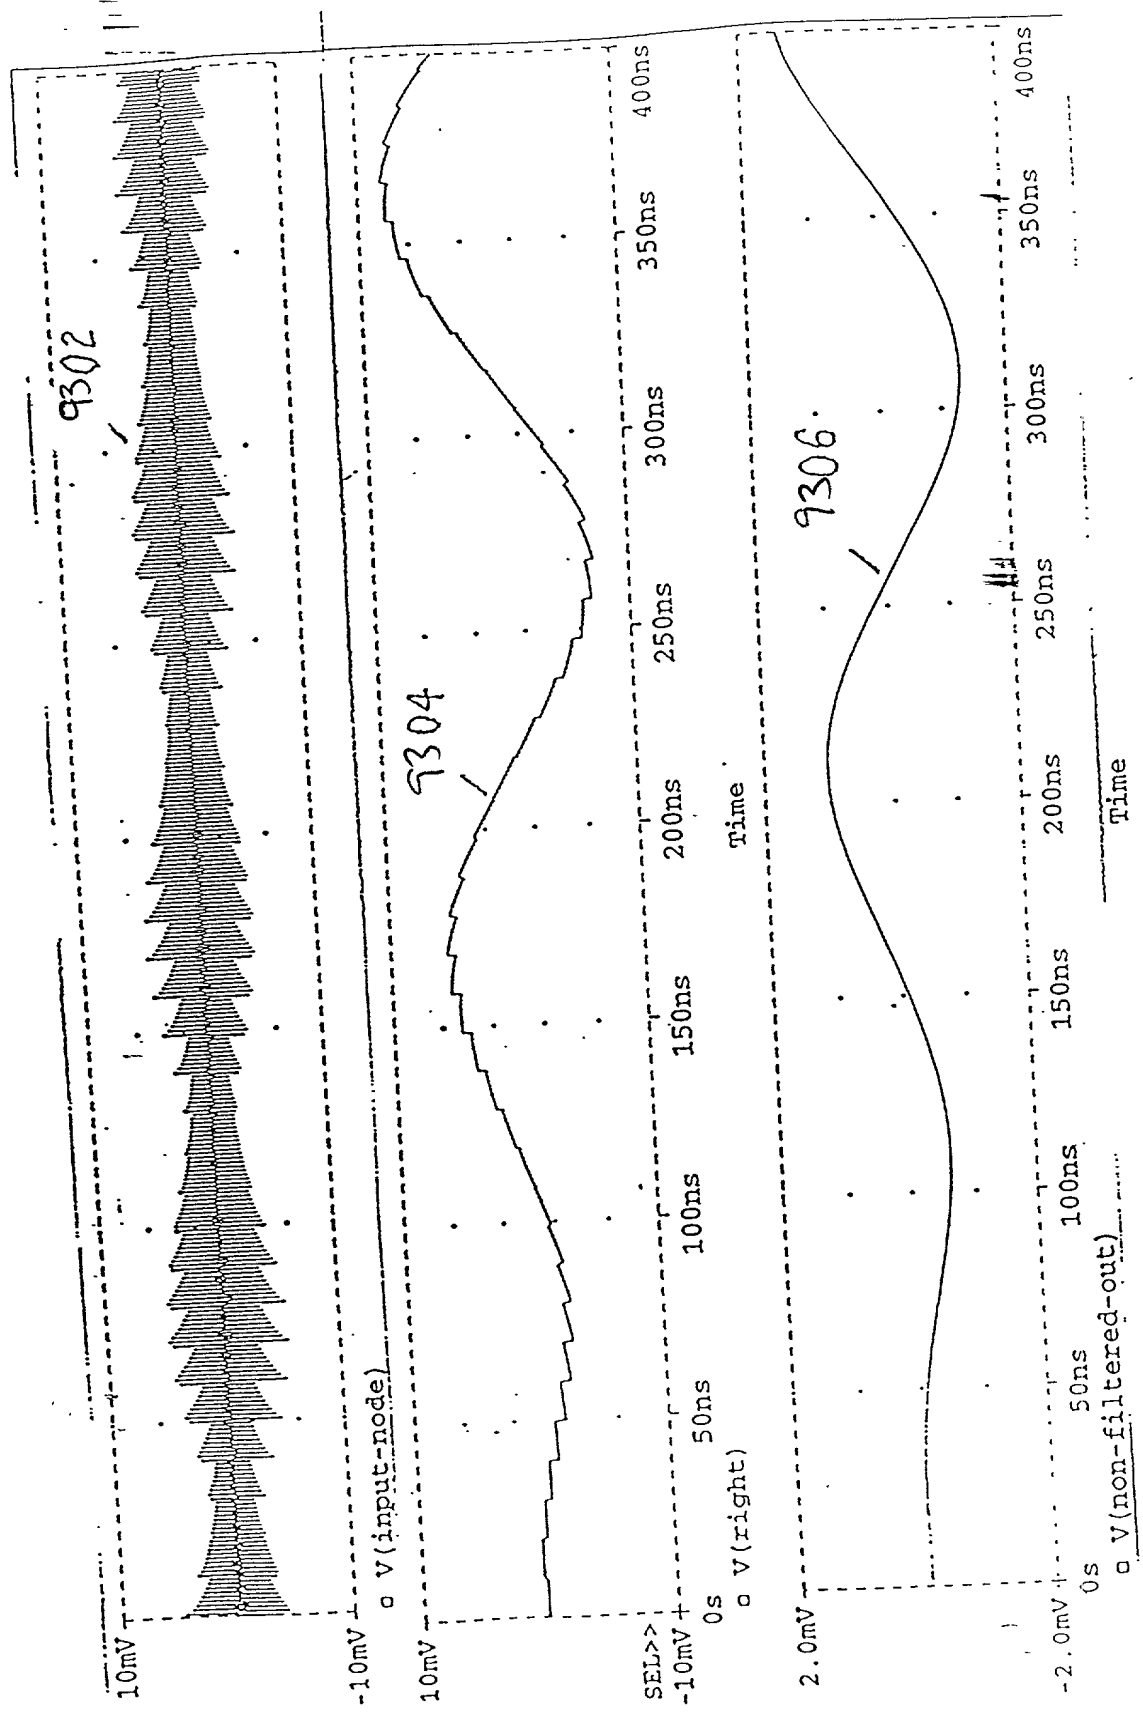 10mV
9302
-10mV
□ V(input-node)
10mV
9304
SEL>>
-10mV
0s
50ns
100ns
150ns
200ns
250ns
300ns
350ns
400ns
□ V(right)
Time
2.0mV
9306
-2.0mV
0s
50ns
100ns
150ns
200ns
250ns
300ns
350ns
400ns
□ V(non-filtered-out)
Time